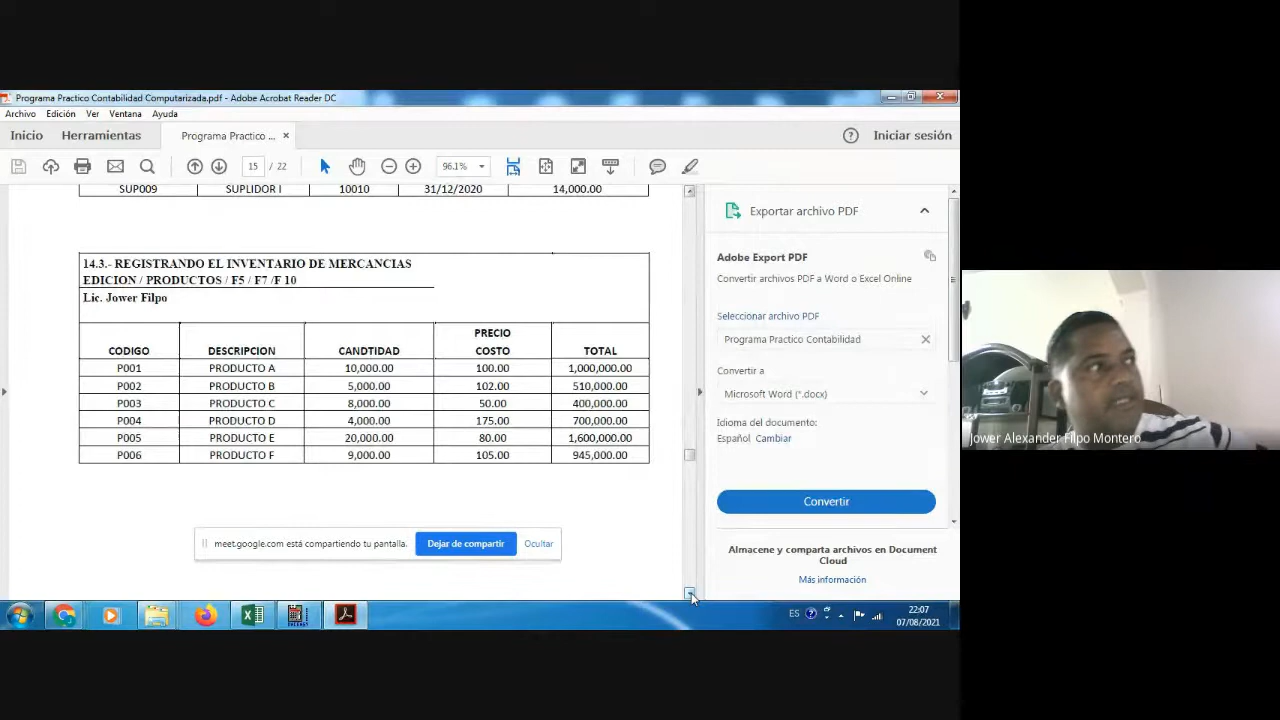 Programa Practico Contabilidad Computarizada.pdf - Adobe Acrobat Reader DC
Archivo Edición Ver Ventana Ayuda
Inicio Herramientas Programa Practico ... × Iniciar sesión
15 / 22 96.1%
SUP009 SUPLIDOR I 10010 31/12/2020 14,000.00
14.3.- REGISTRANDO EL INVENTARIO DE MERCANCIAS
EDICION / PRODUCTOS / F5 / F7 /F 10
Lic. Jower Filpo
CODIGO DESCRIPCION CANDTIDAD PRECIO COSTO TOTAL
P001 PRODUCTO A 10,000.00 100.00 1,000,000.00
P002 PRODUCTO B 5,000.00 102.00 510,000.00
P003 PRODUCTO C 8,000.00 50.00 400,000.00
P004 PRODUCTO D 4,000.00 175.00 700,000.00
P005 PRODUCTO E 20,000.00 80.00 1,600,000.00
P006 PRODUCTO F 9,000.00 105.00 945,000.00
meet.google.com está compartiendo tu pantalla. Dejar de compartir Ocultar
Exportar archivo PDF
Adobe Export PDF
Convertir archivos PDF a Word o Excel Online
Seleccionar archivo PDF
Programa Practico Contabilidad
Convertir a
Microsoft Word (*.docx)
Idioma del documento:
Español Cambiar
Convertir
Almacene y comparta archivos en Document
Cloud
Más información
Jower Alexander Filpo Montero
ES 22:07
07/08/2021